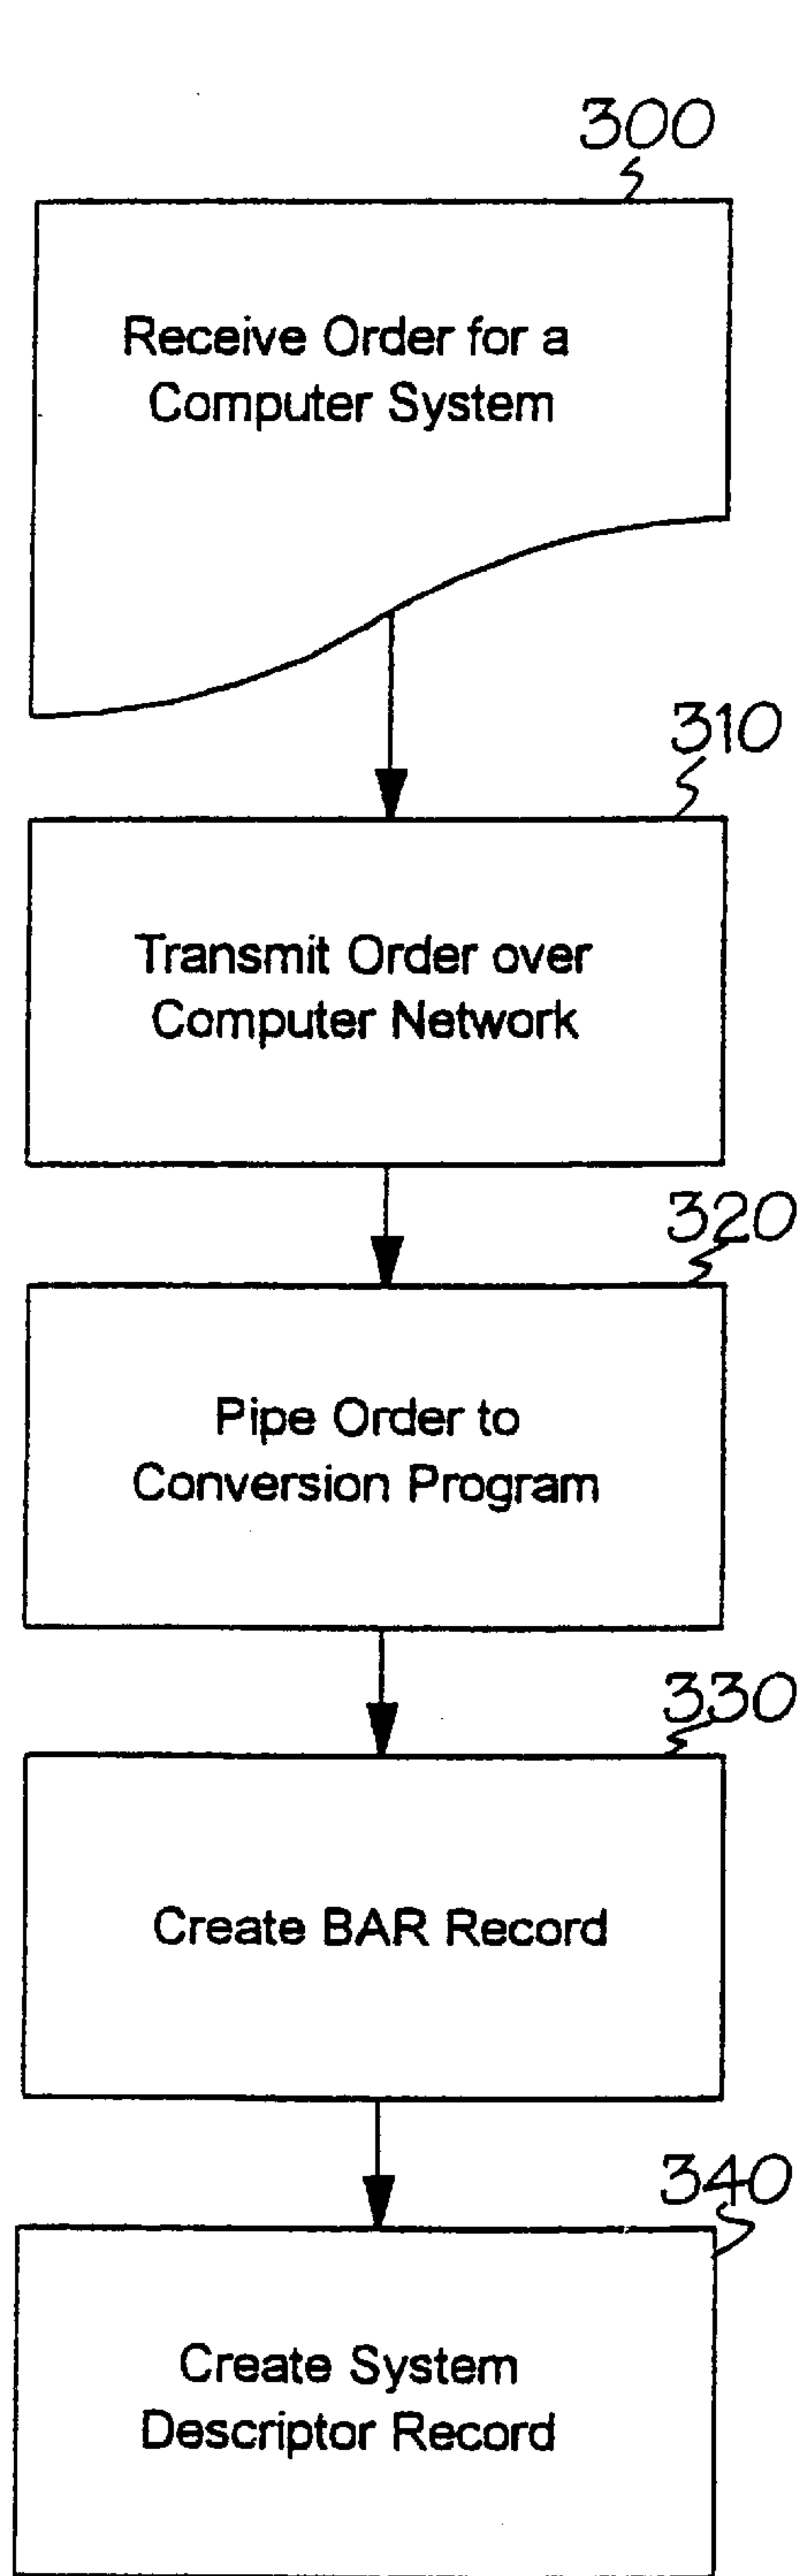 300
Receive Order for a
Computer System
310
Transmit Order over
Computer Network
320
Pipe Order to
Conversion Program
330
Create BAR Record
340
Create System
Descriptor Record